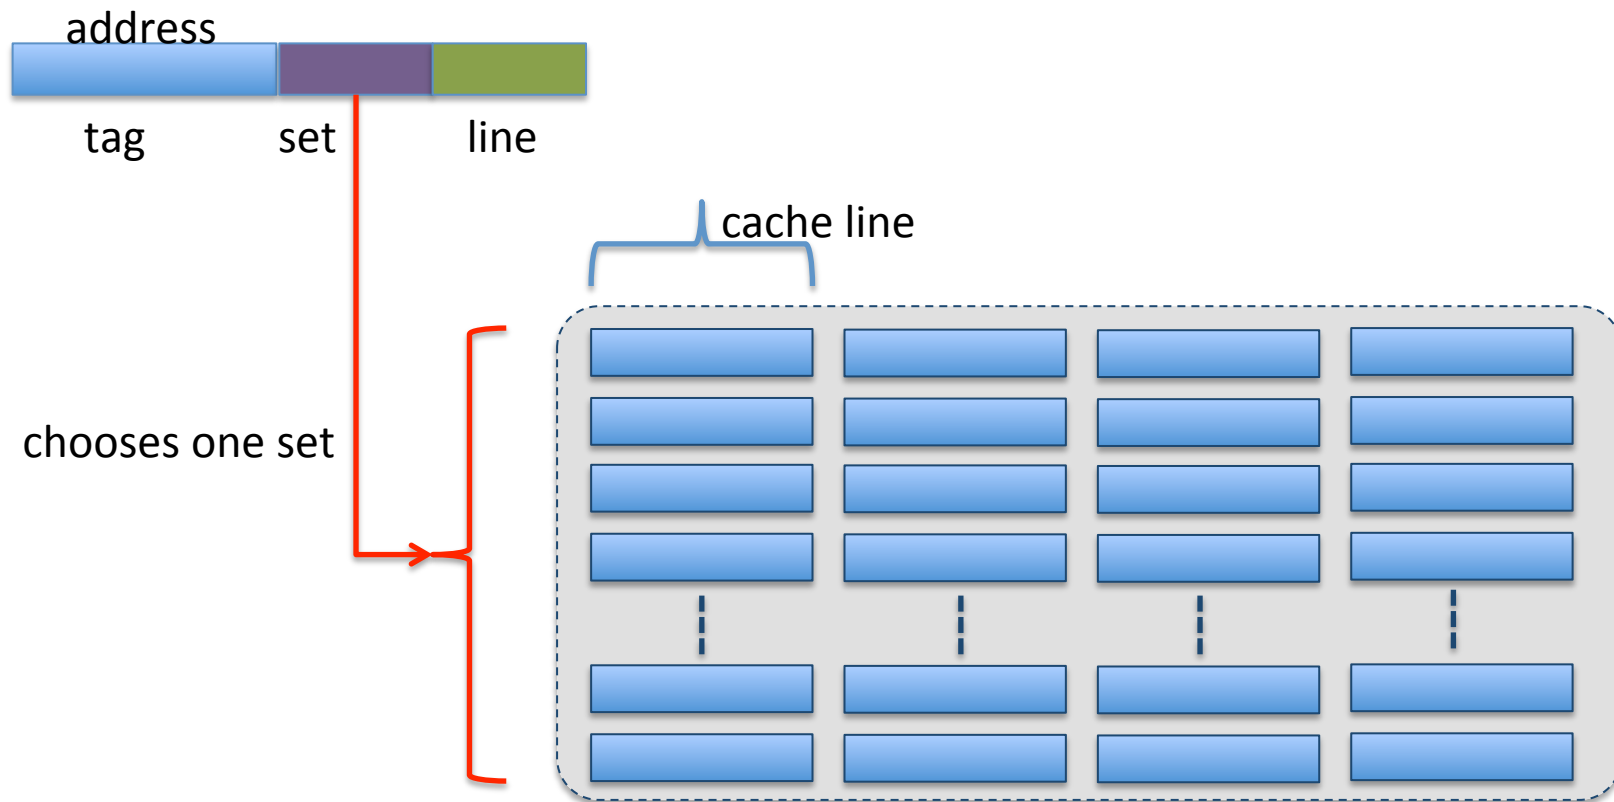 address
tag
set
line
cache line
chooses one set